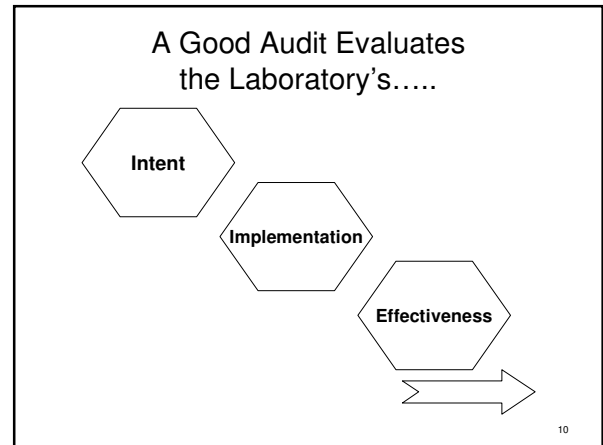 A Good Audit Evaluates
the Laboratory’s…..
Intent
Implementation
Effectiveness
10